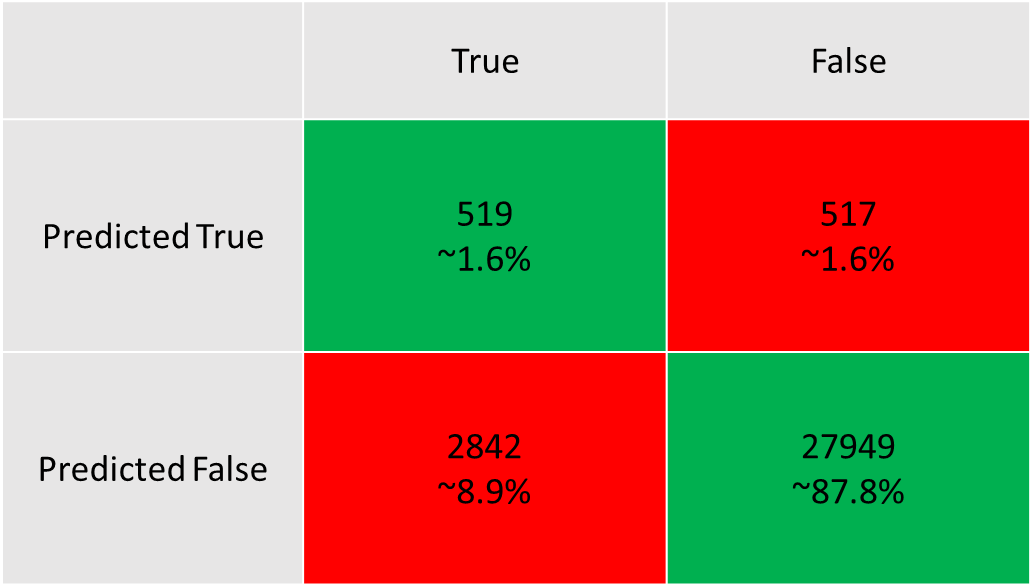 True
False
Predicted True
519
~1.6%
517
~1.6%
Predicted False
2842
~8.9%
27949
~87.8%